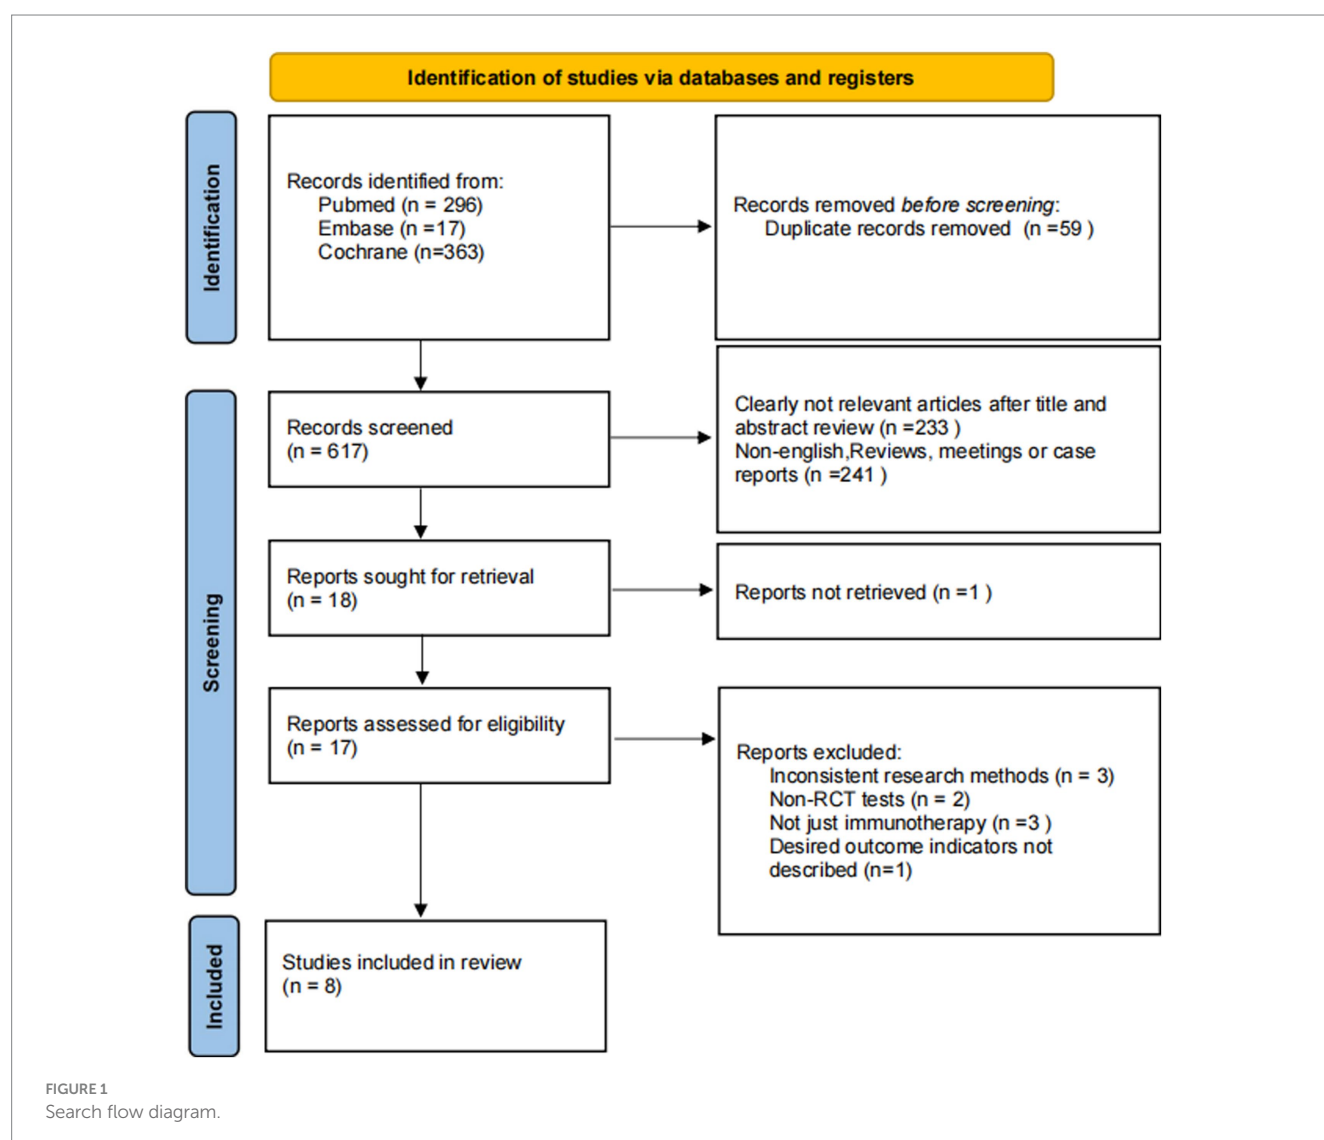 Identification of studies via databases and registers
Identification
Records identified from:
Pubmed (n = 296)
Embase (n =17)
Cochrane (n=363)
Records removed before screening:
Duplicate records removed (n =59 )
Screening
Records screened
(n = 617)
Clearly not relevant articles after title and
abstract review (n =233 )
Non-english,Reviews, meetings or case
reports (n =241 )
Reports sought for retrieval
(n = 18)
Reports not retrieved (n =1 )
Reports assessed for eligibility
(n = 17)
Reports excluded:
Inconsistent research methods (n = 3)
Non-RCT tests (n = 2)
Not just immunotherapy (n =3 )
Desired outcome indicators not
described (n=1)
Included
Studies included in review
(n = 8)
FIGURE 1
Search flow diagram.